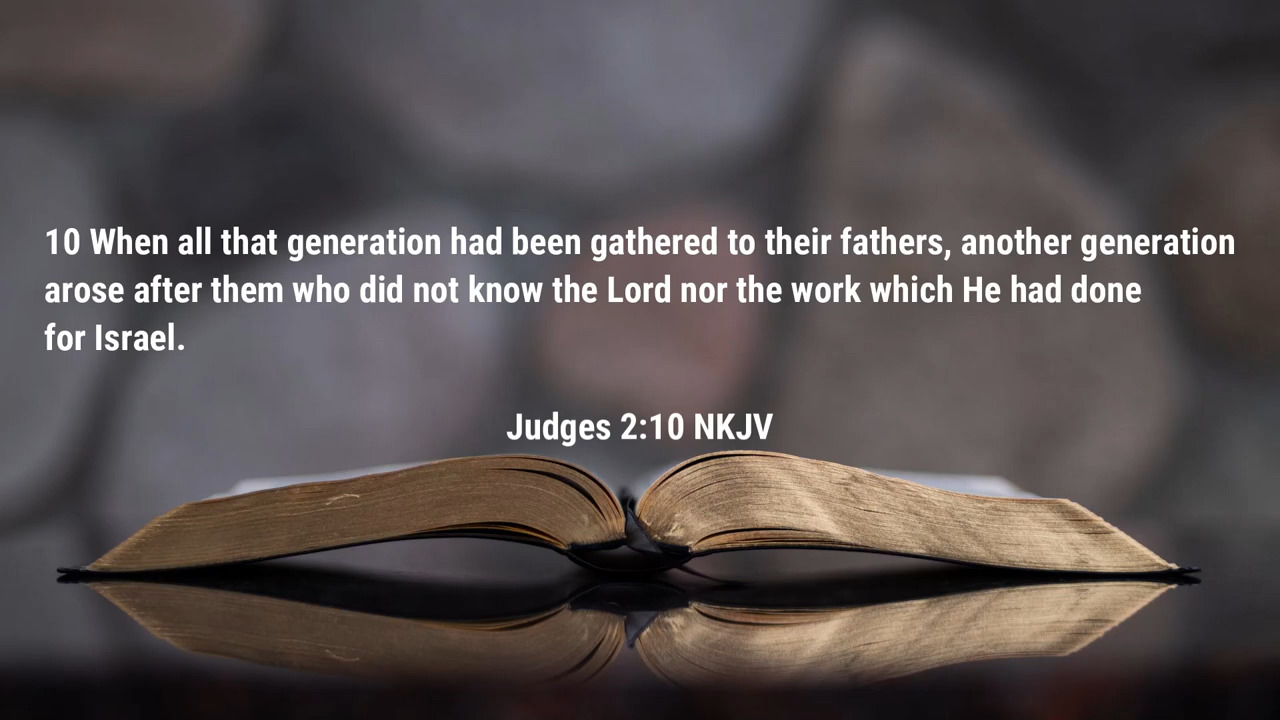 10 When all that generation had been gathered to their fathers, another generation
arose after them who did not know the Lord nor the work which He had done
for Israel.
Judges 2:10 NKJV